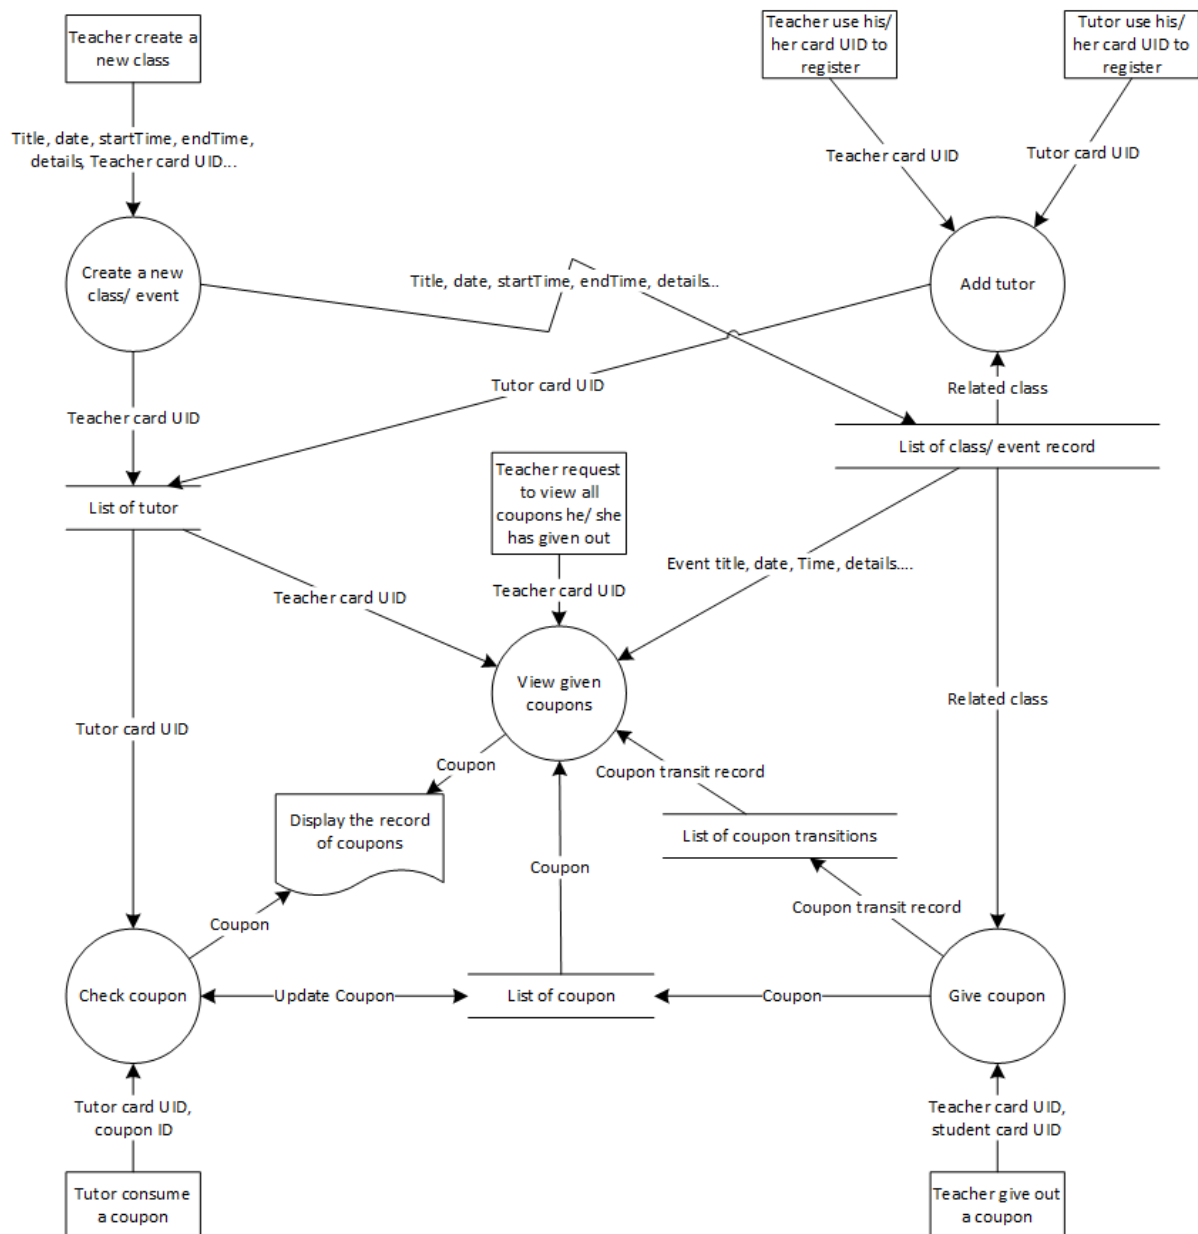 Teacher create a
new class
Teacher use his/
her card UID to
register
Tutor use his/
her card UID to
register
Title, date, startTime, endTime,
details, Teacher card UID...
Teacher card UID
Tutor card UID
Create a new
class/ event
Title, date, startTime, endTime, details...
Add tutor
Tutor card UID
Related class
Teacher card UID
List of class/ event record
Teacher request
to view all
coupons he/ she
has given out
List of tutor
Event title, date, Time, details....
Teacher card UID
Teacher card UID
View given
coupons
Related class
Tutor card UID
Coupon
Coupon transit record
Display the record
of coupons
List of coupon transitions
Coupon
Coupon transit record
Coupon
Check coupon
Update Coupon
List of coupon
Coupon
Give coupon
Tutor card UID,
coupon ID
Teacher card UID,
student card UID
Tutor consume
a coupon
Teacher give out
a coupon